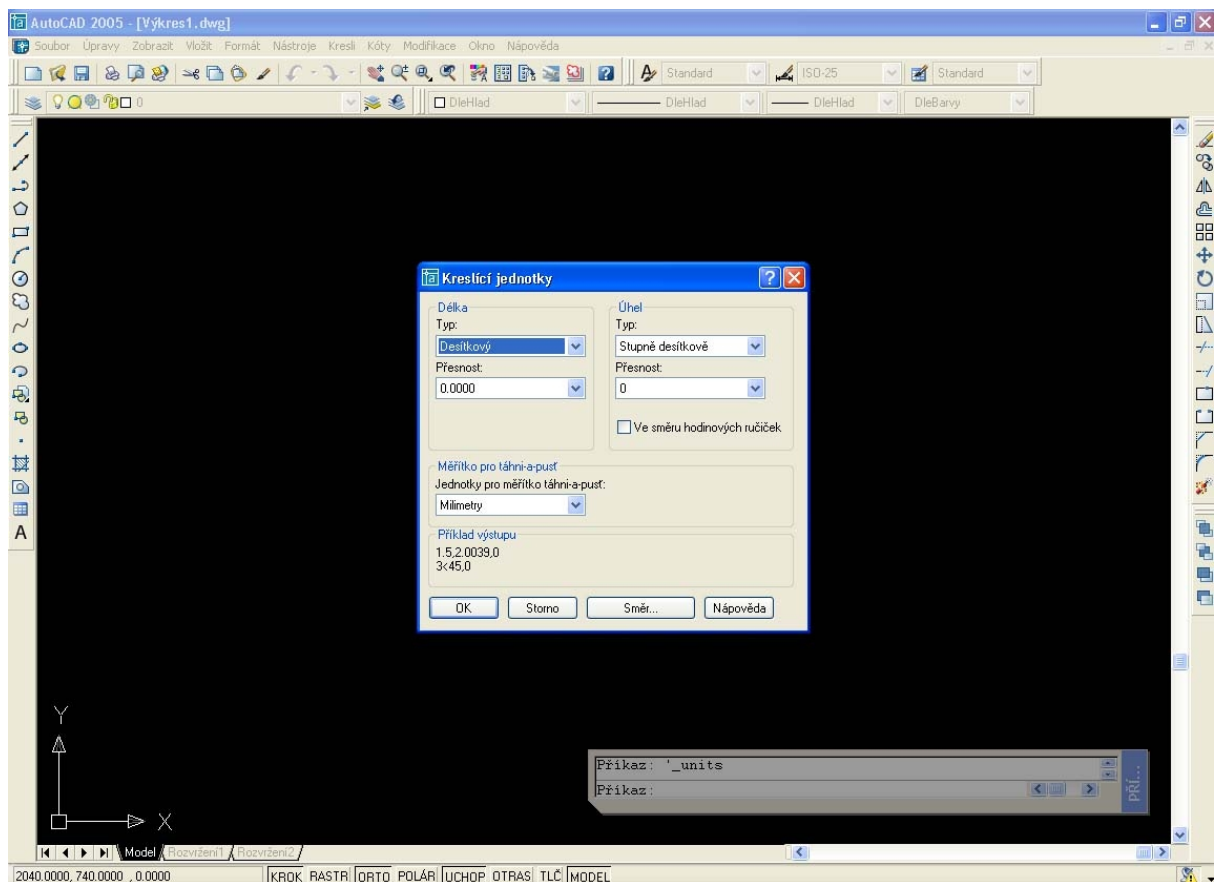 AutoCAD 2005 - [Výkres1.dwg]
Soubor Úpravy Zobrazit Vložit Formát Nástroje Kresli Kóty Modifikace Okno Nápověda
Standard ISO-25 Standard
0 DleHlad DleHlad DleHlad DleBarvy
Kreslící jednotky
Délka
Typ:
Desítkový
Přesnost:
0.0000
Úhel
Typ:
Stupně desítkově
Přesnost:
0
Ve směru hodinových ručiček
Měřítko pro táhni-a-pusť
Jednotky pro měřítko táhni-a-pusť:
Milimetry
Příklad výstupu
1.5,2.0039,0
3<45,0
OK Storno Směr... Nápověda
Y
X
Příkaz: '_units
Příkaz:
PŘÍ...
Model Rozvržení1 Rozvržení2
2040.0000, 740.0000 , 0.0000 KROK RASTR ORTO POLÁR UCHOP OTRAS TLČ MODEL